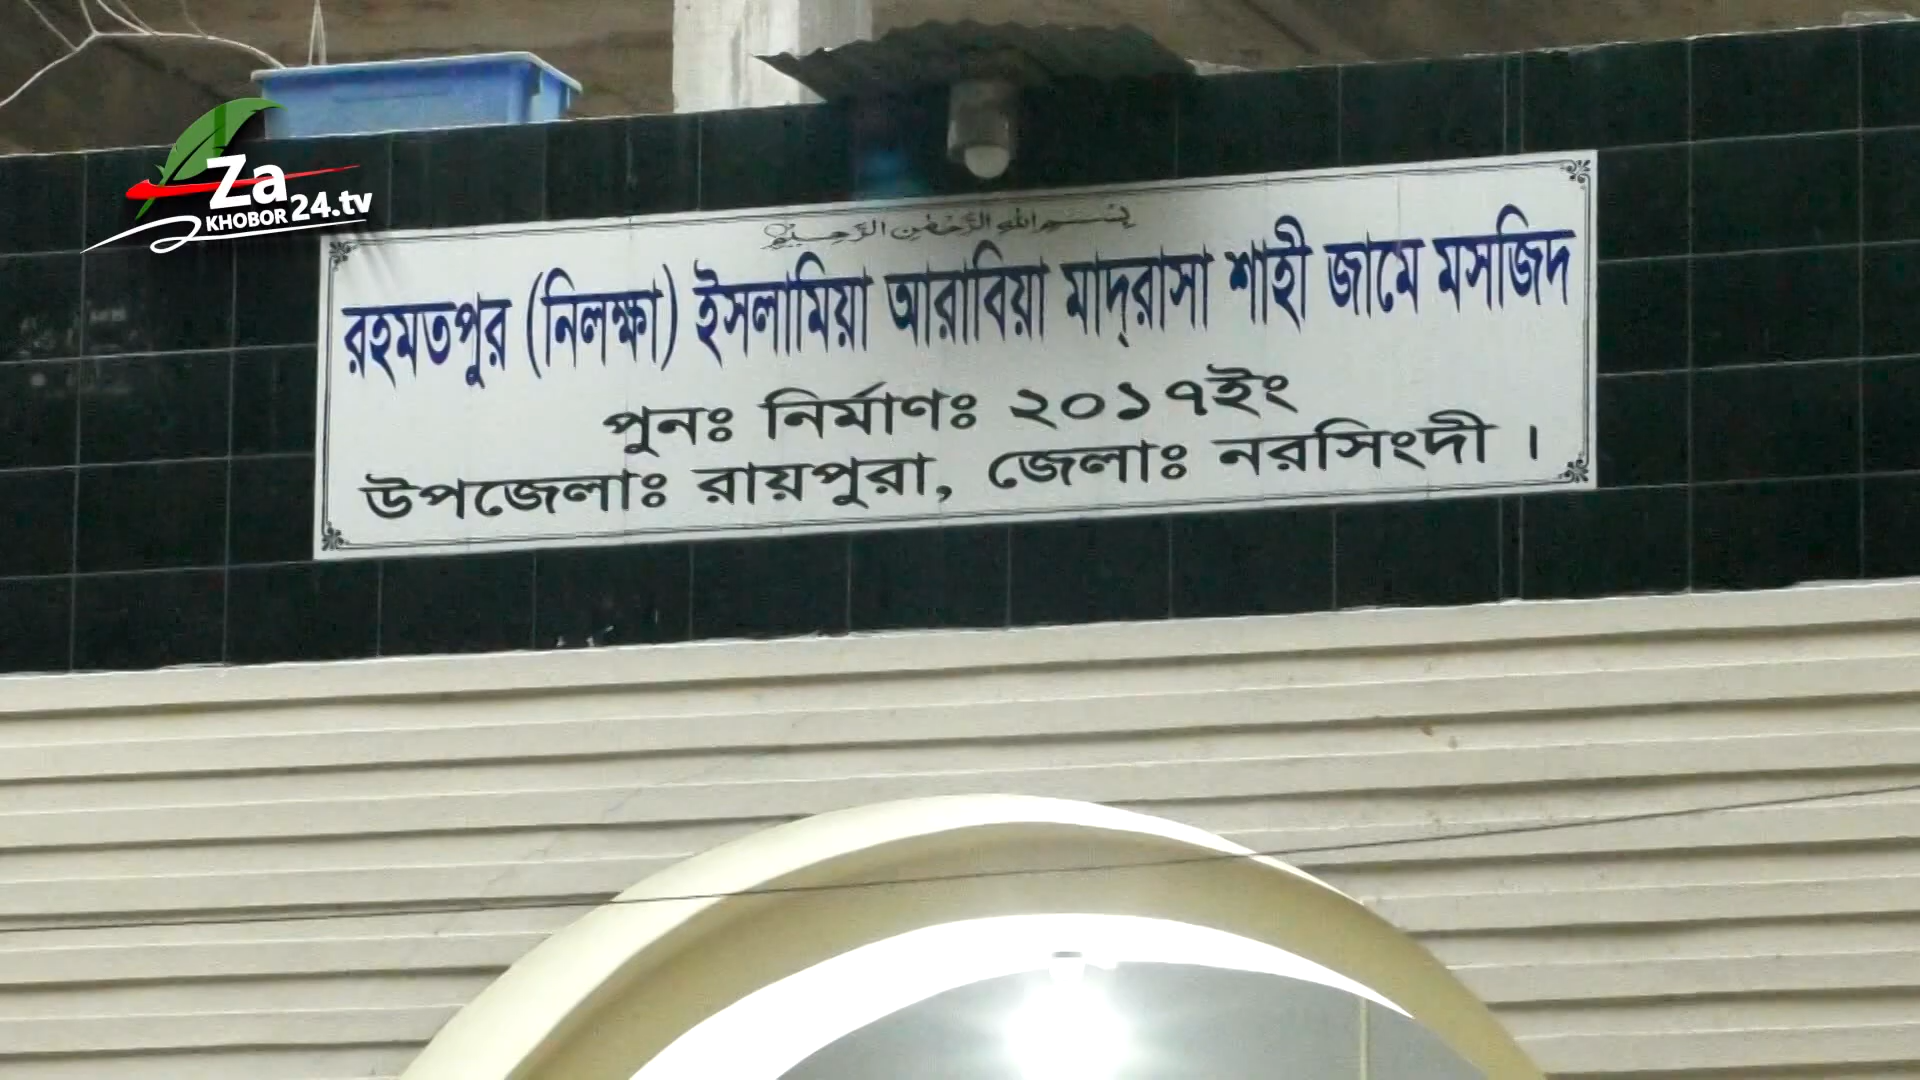 Za
KHOBOR 24.tv
بسم الله الرحمن الرحيم
রহমতপুর (নিলক্ষা) ইসলামিয়া আরাবিয়া মাদ্‌রাসা শাহী জামে মসজিদ
পুনঃ নির্মাণঃ ২০১৭ইং
উপজেলাঃ রায়পুরা, জেলাঃ নরসিংদী ।